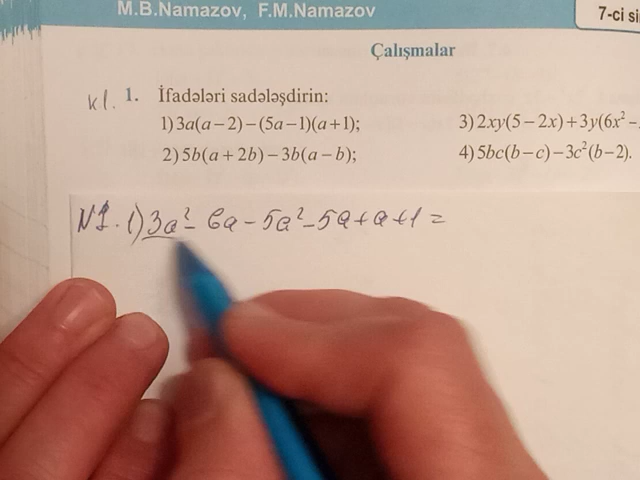 M.B.Namazov, F.M.Namazov
7-ci si
Çalışmalar
kl. 1. İfadələri sadələşdirin:
1) 3a(a – 2) – (5a – 1)(a + 1); 3) 2xy(5 – 2x) + 3y(6x² –
2) 5b(a + 2b) – 3b(a – b); 4) 5bc(b – c) – 3c²(b – 2).
N1. 1) 3a² – 6a – 5a² – 5a + a + 1 =